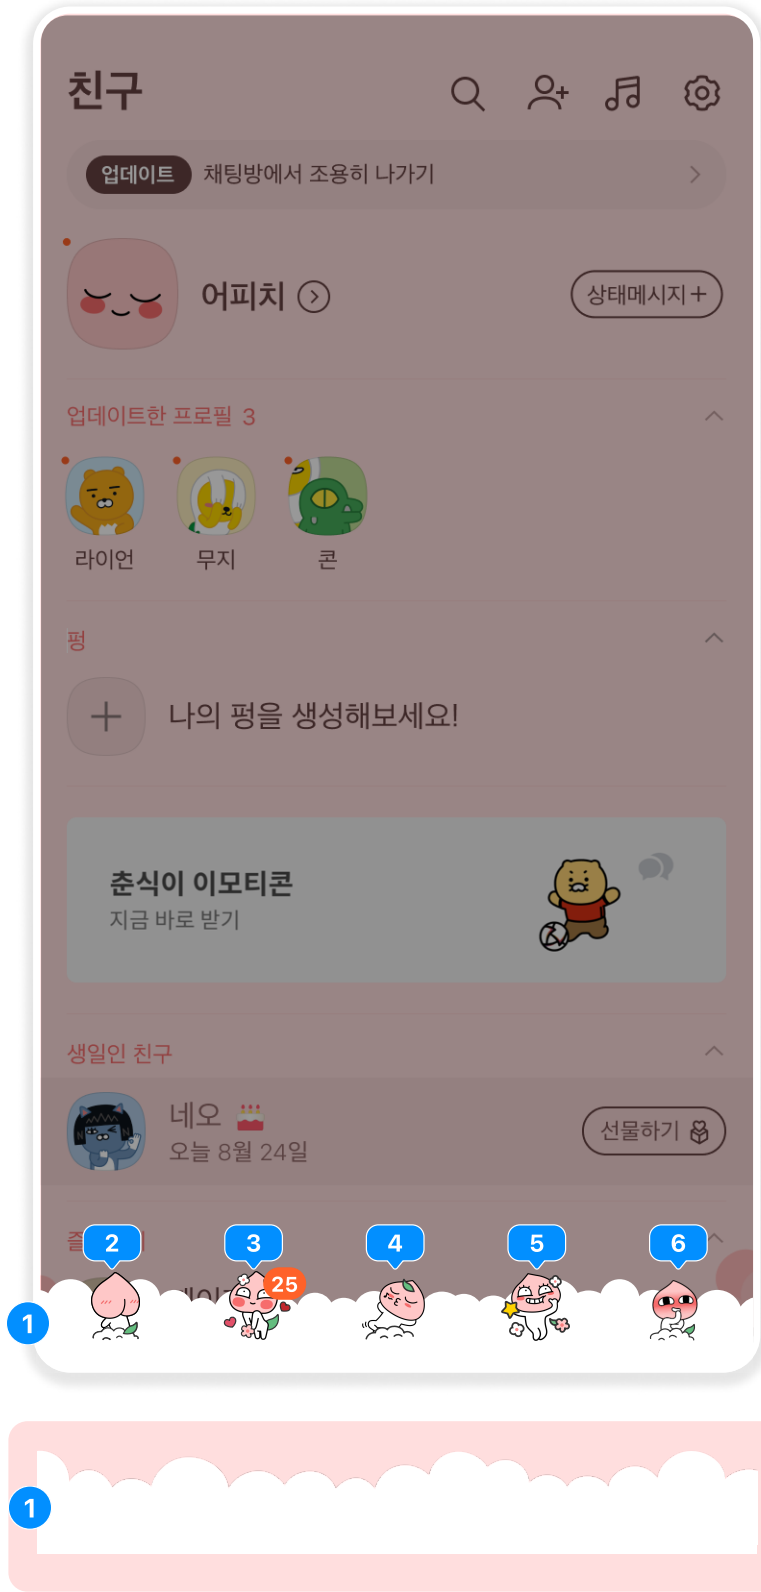 친구
업데이트 채팅방에서 조용히 나가기
어피치
상태메시지+
업데이트한 프로필 3
라이언 무지 콘
펑
나의 펑을 생성해보세요!
춘식이 이모티콘
지금 바로 받기
생일인 친구
네오
오늘 8월 24일
선물하기
2 3 4 5 6
25
1
1